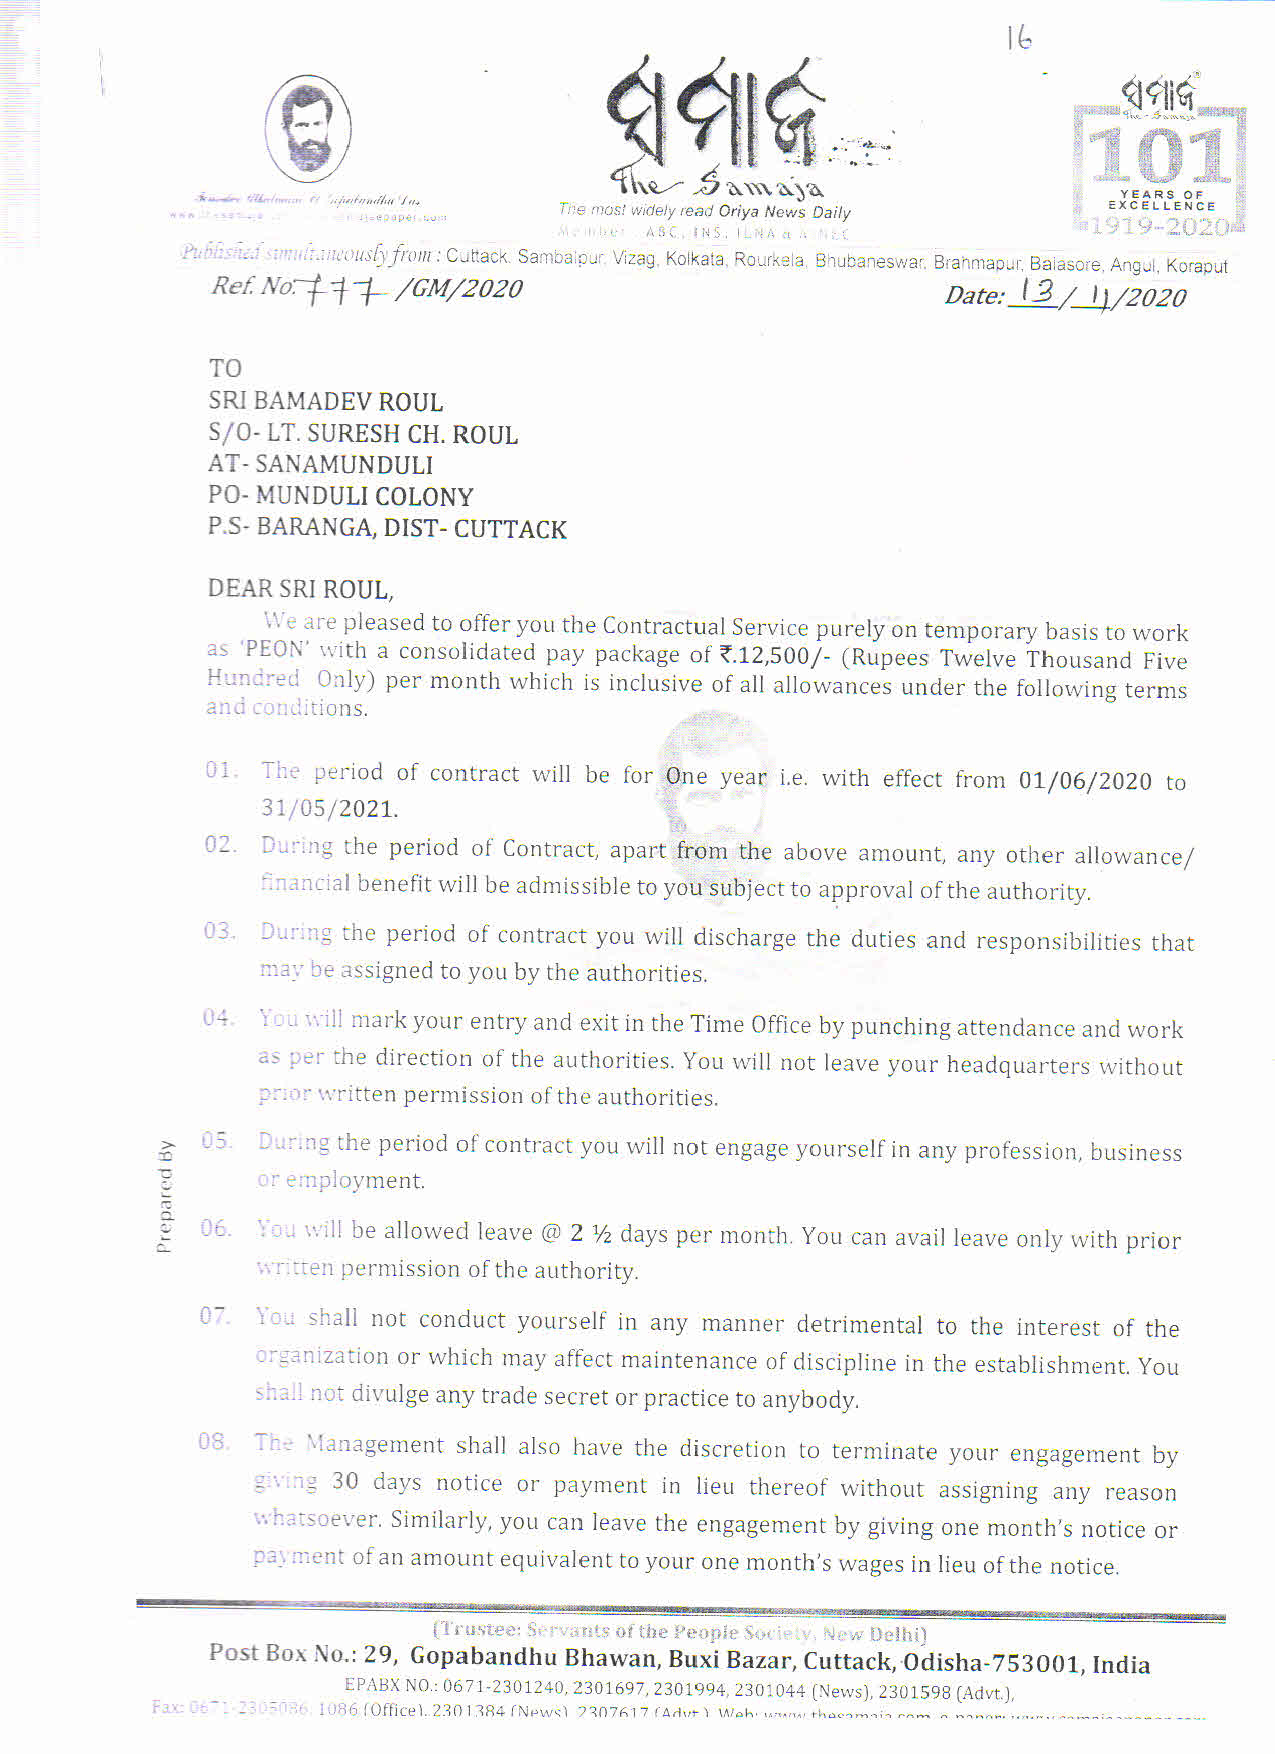 16
ସମାଜ
The Samaja
The most widely read Oriya News Daily
ସମାଜ
The Samaja
101
YEARS OF
EXCELLENCE
1919-2020
Published simultaneously from : Cuttack, Sambalpur, Vizag, Kolkata, Rourkela, Bhubaneswar, Brahmapur, Balasore, Angul, Koraput
Ref. No:- 777 /GM/2020
Date: 13/11/2020
TO
SRI BAMADEV ROUL
S/O- LT. SURESH CH. ROUL
AT- SANAMUNDULI
PO- MUNDULI COLONY
P.S- BARANGA, DIST- CUTTACK
DEAR SRI ROUL,
We are pleased to offer you the Contractual Service purely on temporary basis to work
as 'PEON' with a consolidated pay package of ₹.12,500/- (Rupees Twelve Thousand Five
Hundred Only) per month which is inclusive of all allowances under the following terms
and conditions.
01. The period of contract will be for One year i.e. with effect from 01/06/2020 to
31/05/2021.
02. During the period of Contract, apart from the above amount, any other allowance/
financial benefit will be admissible to you subject to approval of the authority.
03. During the period of contract you will discharge the duties and responsibilities that
may be assigned to you by the authorities.
04. You will mark your entry and exit in the Time Office by punching attendance and work
as per the direction of the authorities. You will not leave your headquarters without
prior written permission of the authorities.
Prepared By
05. During the period of contract you will not engage yourself in any profession, business
or employment.
06. You will be allowed leave @ 2 ½ days per month. You can avail leave only with prior
written permission of the authority.
07. You shall not conduct yourself in any manner detrimental to the interest of the
organization or which may affect maintenance of discipline in the establishment. You
shall not divulge any trade secret or practice to anybody.
08. The Management shall also have the discretion to terminate your engagement by
giving 30 days notice or payment in lieu thereof without assigning any reason
whatsoever. Similarly, you can leave the engagement by giving one month's notice or
payment of an amount equivalent to your one month's wages in lieu of the notice.
(Trustee: Servants of the People Society, New Delhi)
Post Box No.: 29, Gopabandhu Bhawan, Buxi Bazar, Cuttack, Odisha-753001, India
EPABX NO.: 0671-2301240, 2301697, 2301994, 2301044 (News), 2301598 (Advt.),
Fax: 0671-2305086, 1086 (Office), 2301384 (News) 2307617 (Advt.) Web: